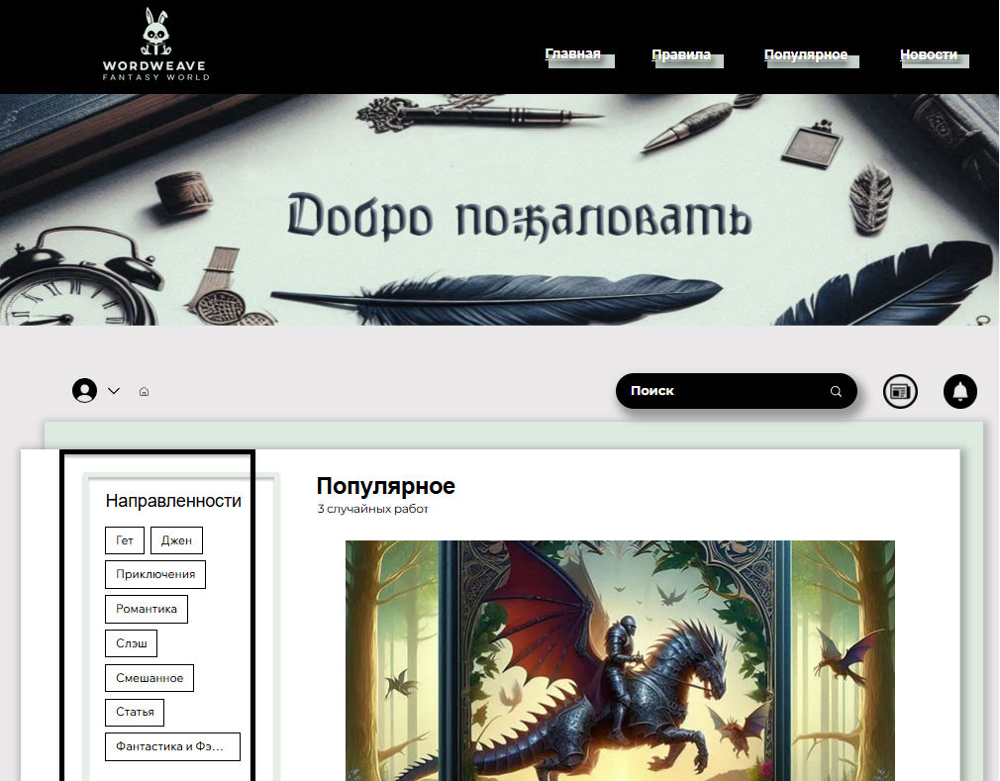 WORDWEAVE
FANTASY WORLD
Главная Правила Популярное Новости
Добро пожаловать
Поиск
Направленности
Гет Джен
Приключения
Романтика
Слэш
Смешанное
Статья
Фантастика и Фэ...
Популярное
3 случайных работ